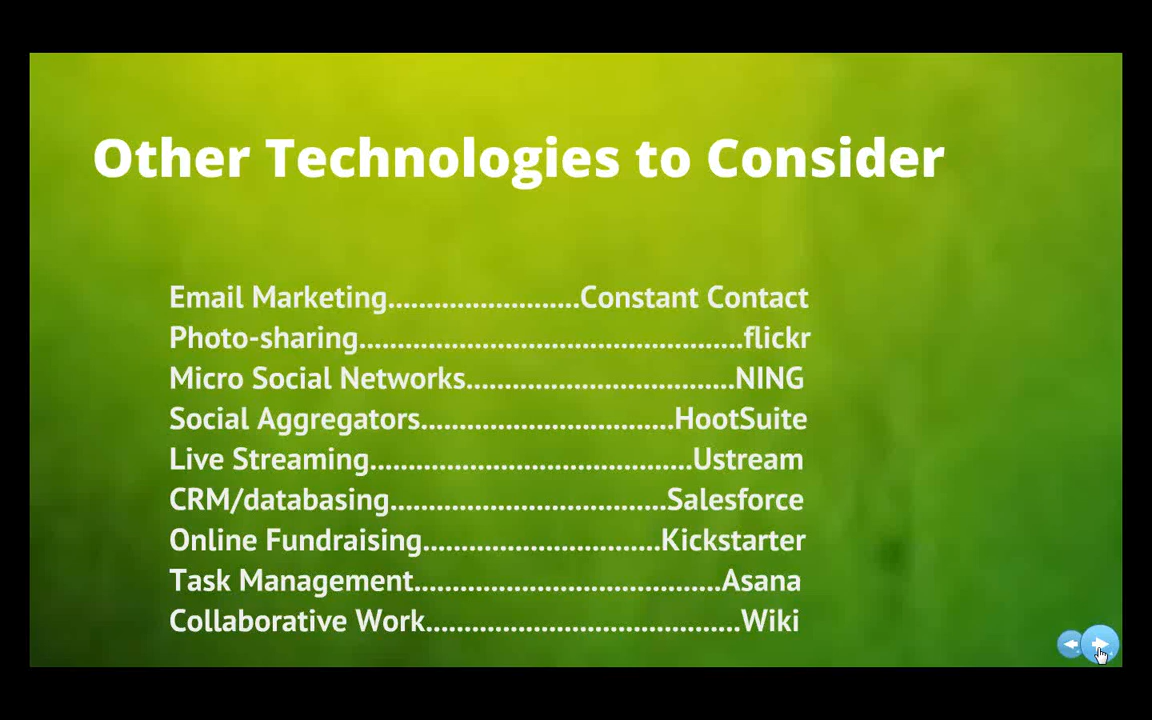 Other Technologies to Consider
Email Marketing.........................Constant Contact
Photo-sharing..................................................flickr
Micro Social Networks...................................NING
Social Aggregators.................................HootSuite
Live Streaming..........................................Ustream
CRM/databasing....................................Salesforce
Online Fundraising...............................Kickstarter
Task Management........................................Asana
Collaborative Work.........................................Wiki